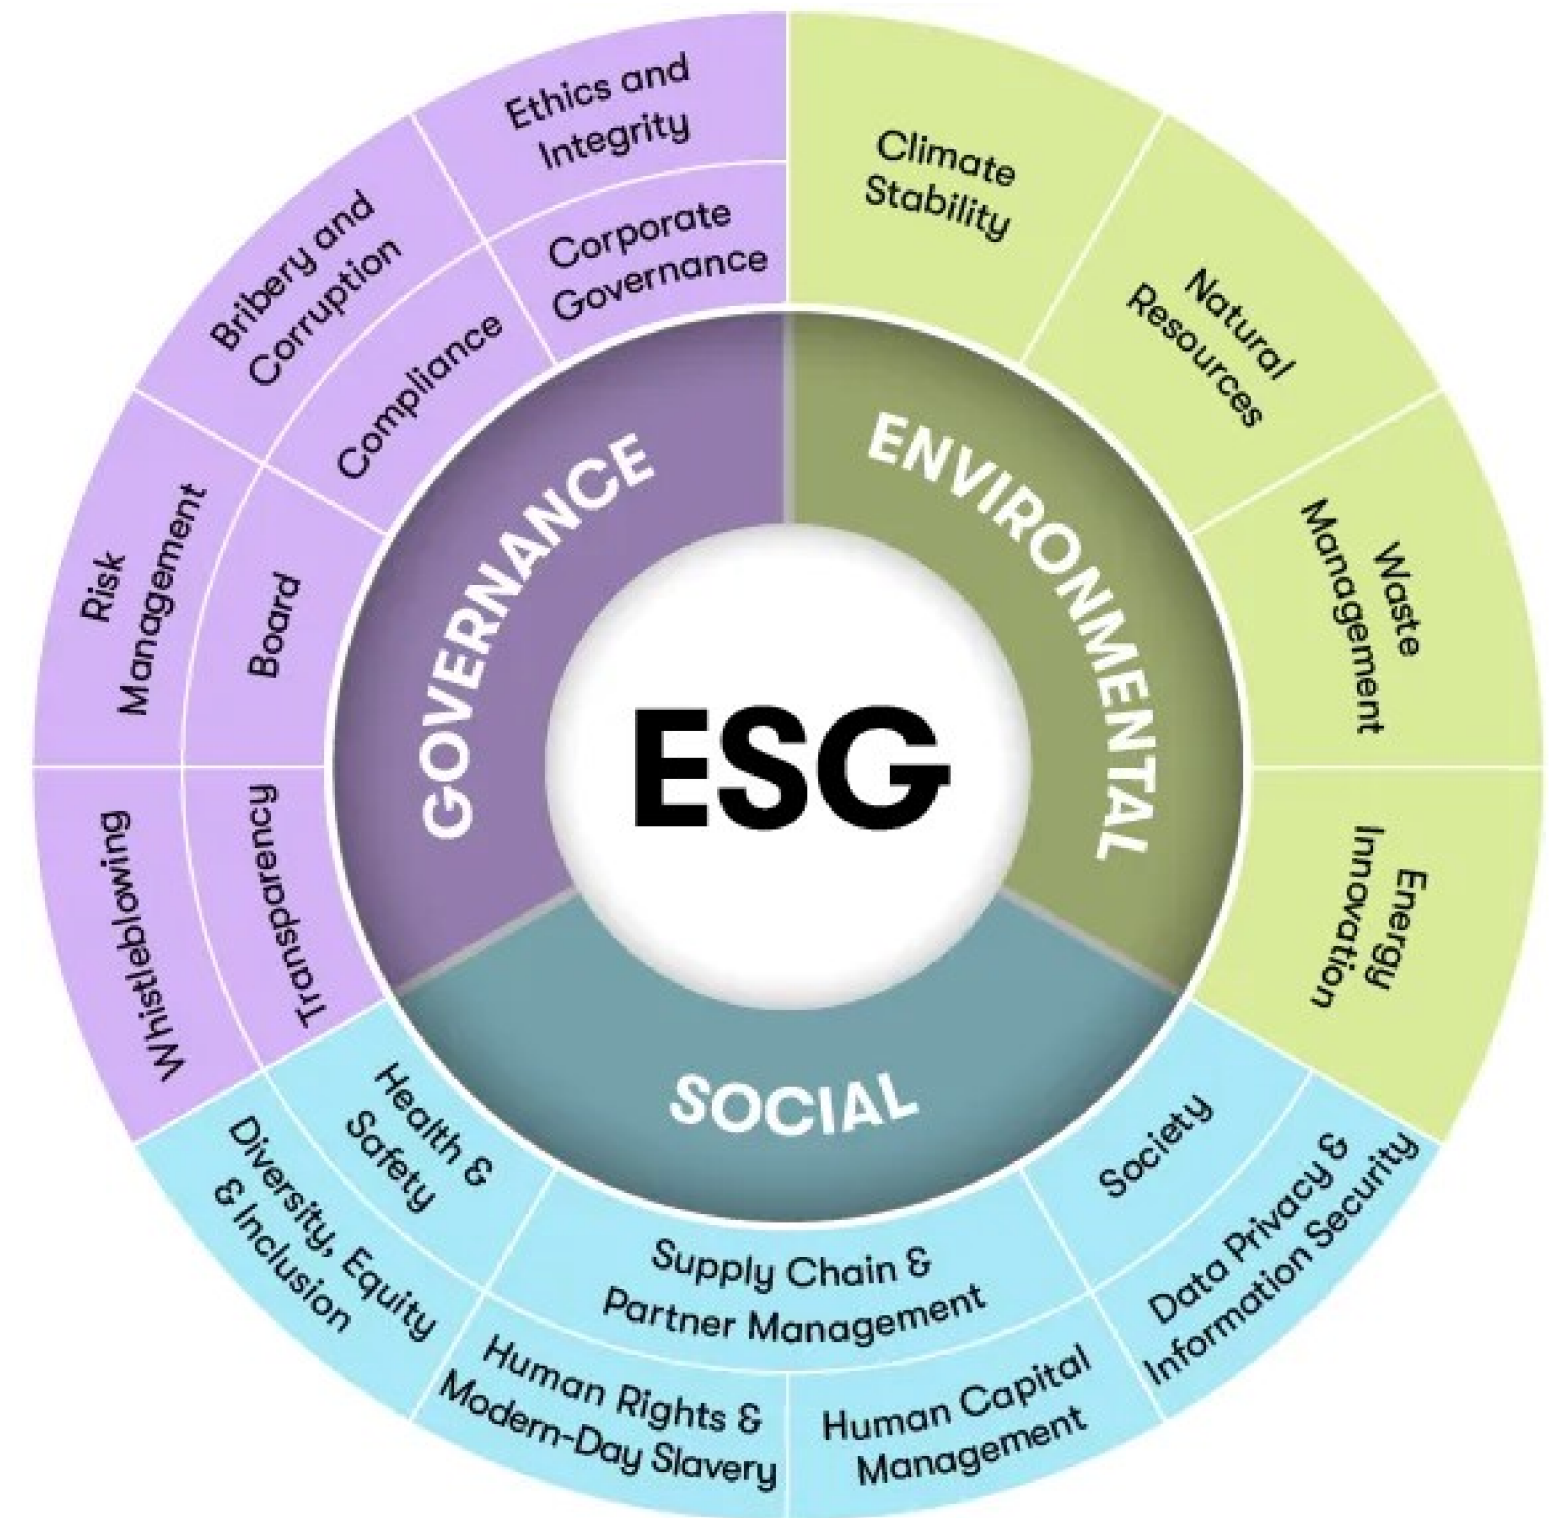 ESG
ENVIRONMENTAL
Climate
Stability
Natural
Resources
Waste
Management
Energy
Innovation
SOCIAL
Society
Data Privacy &
Information Security
Supply Chain &
Partner Management
Human Capital
Management
Human Rights &
Modern-Day Slavery
Health &
Safety
Diversity, Equity
& Inclusion
GOVERNANCE
Transparency
Whistleblowing
Board
Risk
Management
Compliance
Bribery and
Corruption
Corporate
Governance
Ethics and
Integrity